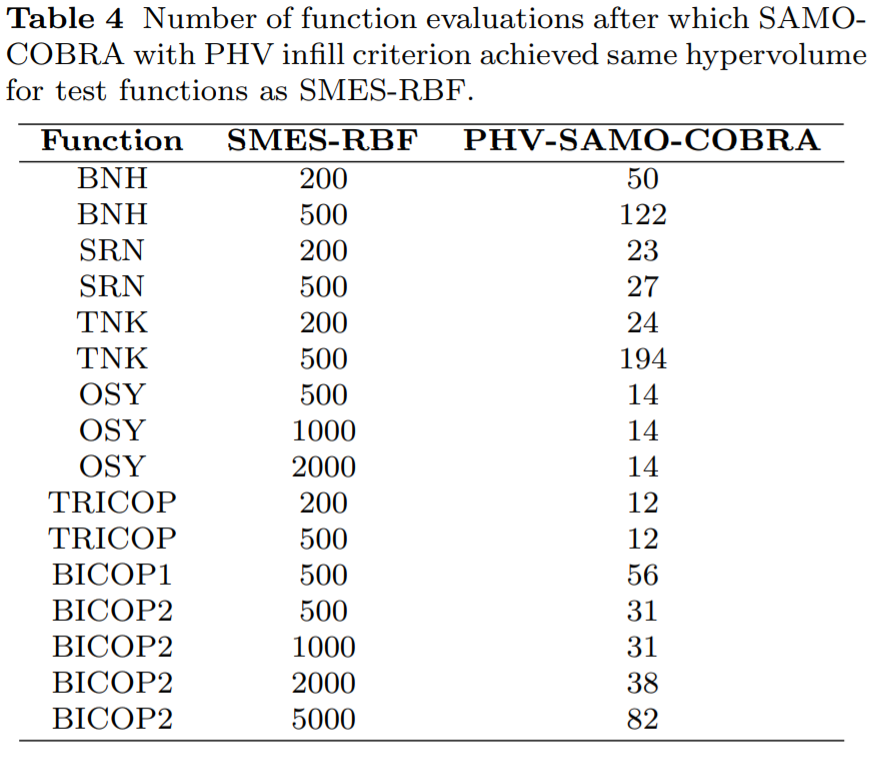 Table 4 Number of function evaluations after which SAMO-
COBRA with PHV infill criterion achieved same hypervolume
for test functions as SMES-RBF.
Function SMES-RBF PHV-SAMO-COBRA
BNH 200 50
BNH 500 122
SRN 200 23
SRN 500 27
TNK 200 24
TNK 500 194
OSY 500 14
OSY 1000 14
OSY 2000 14
TRICOP 200 12
TRICOP 500 12
BICOP1 500 56
BICOP2 500 31
BICOP2 1000 31
BICOP2 2000 38
BICOP2 5000 82